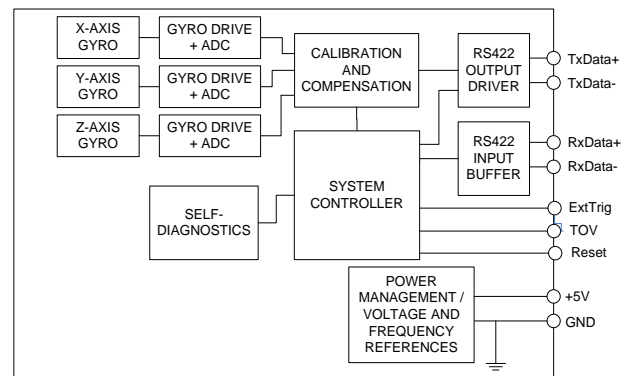 X-AXIS
GYRO
GYRO DRIVE
+ ADC
Y-AXIS
GYRO
GYRO DRIVE
+ ADC
Z-AXIS
GYRO
GYRO DRIVE
+ ADC
CALIBRATION
AND
COMPENSATION
RS422
OUTPUT
DRIVER
TxData+
TxData-
RS422
INPUT
BUFFER
RxData+
RxData-
SELF-
DIAGNOSTICS
SYSTEM
CONTROLLER
ExtTrig
TOV
Reset
POWER
MANAGEMENT /
VOLTAGE AND
FREQUENCY
REFERENCES
+5V
GND